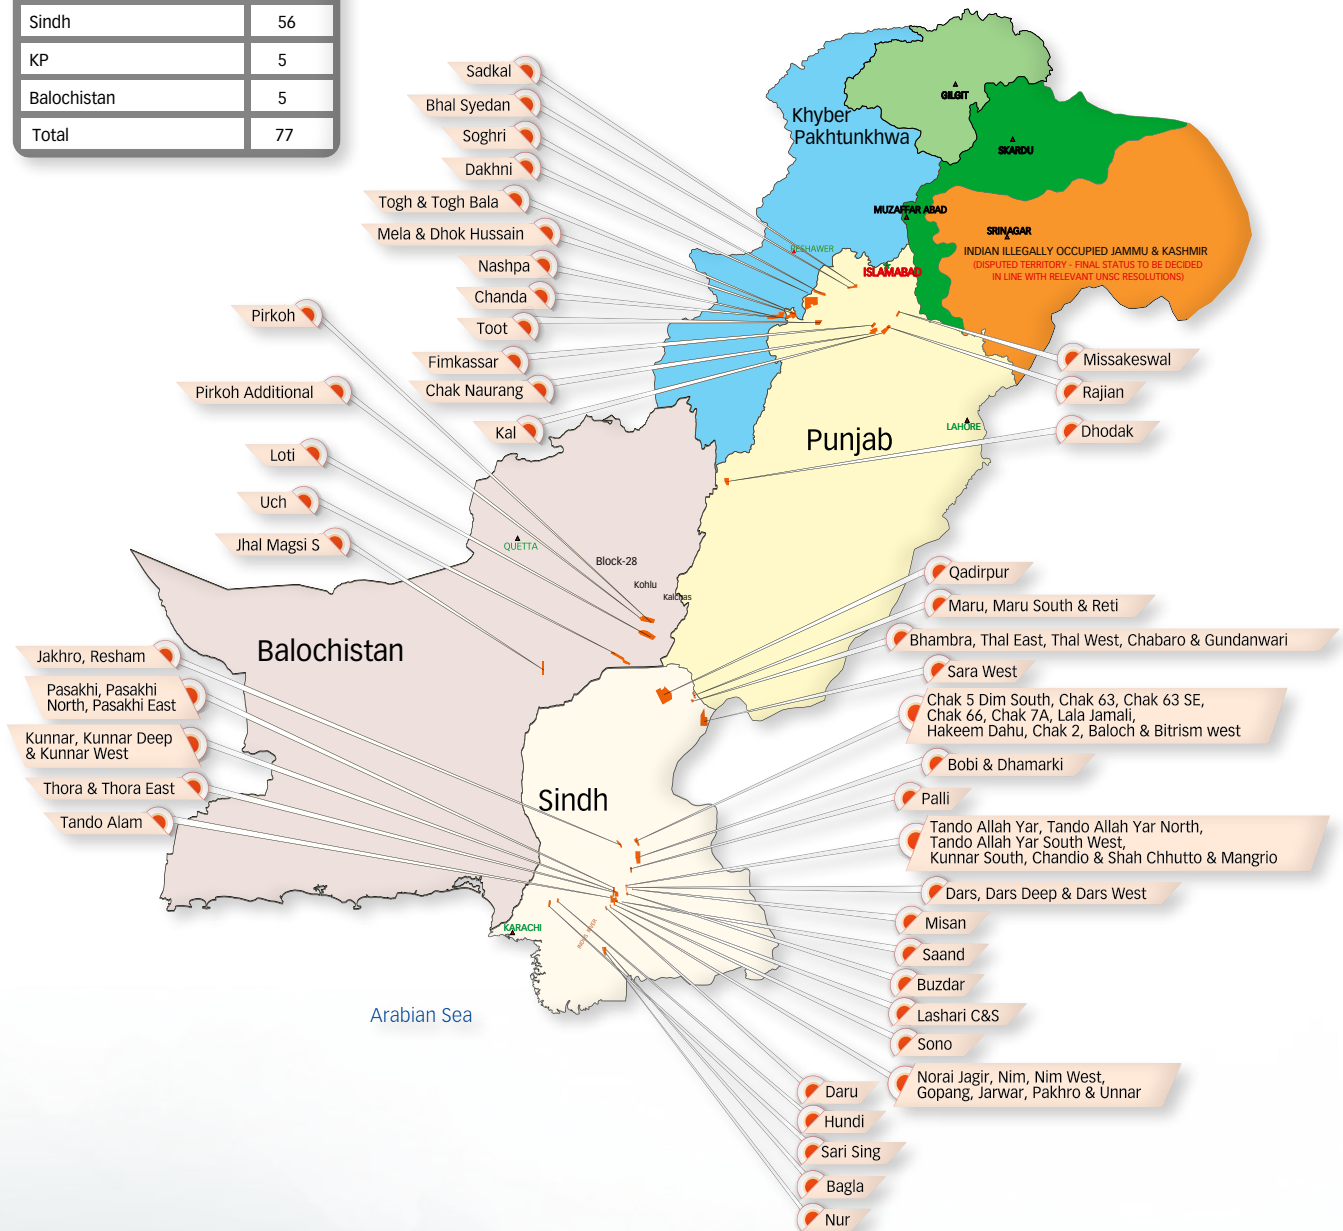 Sindh 56
KP 5
Balochistan 5
Total 77
Sadkal
Bhal Syedan
Soghri
Dakhni
Togh & Togh Bala
Mela & Dhok Hussain
Nashpa
Chanda
Toot
Fimkassar
Chak Naurang
Kal
Pirkoh
Pirkoh Additional
Loti
Uch
Jhal Magsi S
Jakhro, Resham
Pasakhi, Pasakhi
North, Pasakhi East
Kunnar, Kunnar Deep
& Kunnar West
Thora & Thora East
Tando Alam
Khyber
Pakhtunkhwa
GILGIT
SKARDU
MUZAFFAR ABAD
SRINAGAR
INDIAN ILLEGALLY OCCUPIED JAMMU & KASHMIR
(DISPUTED TERRITORY - FINAL STATUS TO BE DECIDED
IN LINE WITH RELEVANT UNSC RESOLUTIONS)
PESHAWER
ISLAMABAD
LAHORE
Punjab
QUETTA
Block-28
Kohlu
Kalchas
Balochistan
Sindh
KARACHI
INDUS RIVER
Arabian Sea
Missakeswal
Rajian
Dhodak
Qadirpur
Maru, Maru South & Reti
Bhambra, Thal East, Thal West, Chabaro & Gundanwari
Sara West
Chak 5 Dim South, Chak 63, Chak 63 SE,
Chak 66, Chak 7A, Lala Jamali,
Hakeem Dahu, Chak 2, Baloch & Bitrism west
Bobi & Dhamarki
Palli
Tando Allah Yar, Tando Allah Yar North,
Tando Allah Yar South West,
Kunnar South, Chandio & Shah Chhutto & Mangrio
Dars, Dars Deep & Dars West
Misan
Saand
Buzdar
Lashari C&S
Sono
Norai Jagir, Nim, Nim West,
Gopang, Jarwar, Pakhro & Unnar
Daru
Hundi
Sari Sing
Bagla
Nur